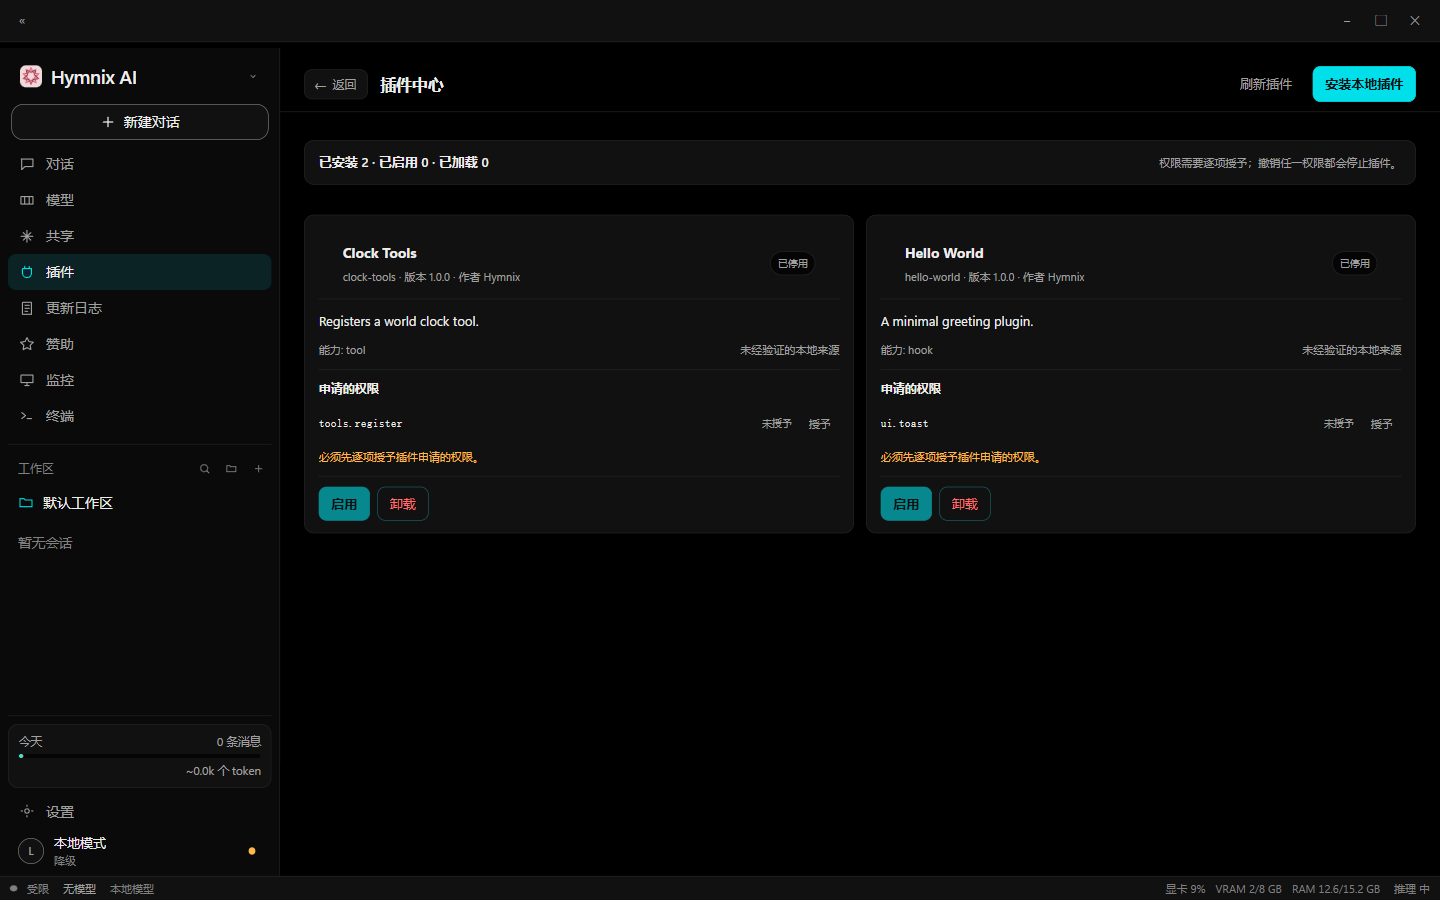 «
Hymnix AI
+ 新建对话
对话
模型
共享
插件
更新日志
赞助
监控
终端
工作区
默认工作区
暂无会话
今天 0 条消息
~0.0k 个 token
设置
L 本地模式
降级
← 返回 插件中心 刷新插件 安装本地插件
已安装 2 · 已启用 0 · 已加载 0 权限需要逐项授予；撤销任一权限都会停止插件。
Clock Tools
clock-tools · 版本 1.0.0 · 作者 Hymnix
已停用
Registers a world clock tool.
能力: tool 未经验证的本地来源
申请的权限
tools.register 未授予 授予
必须先逐项授予插件申请的权限。
启用 卸载
Hello World
hello-world · 版本 1.0.0 · 作者 Hymnix
已停用
A minimal greeting plugin.
能力: hook 未经验证的本地来源
申请的权限
ui.toast 未授予 授予
必须先逐项授予插件申请的权限。
启用 卸载
受限 无模型 本地模型 显卡 9% VRAM 2/8 GB RAM 12.6/15.2 GB 推理 中